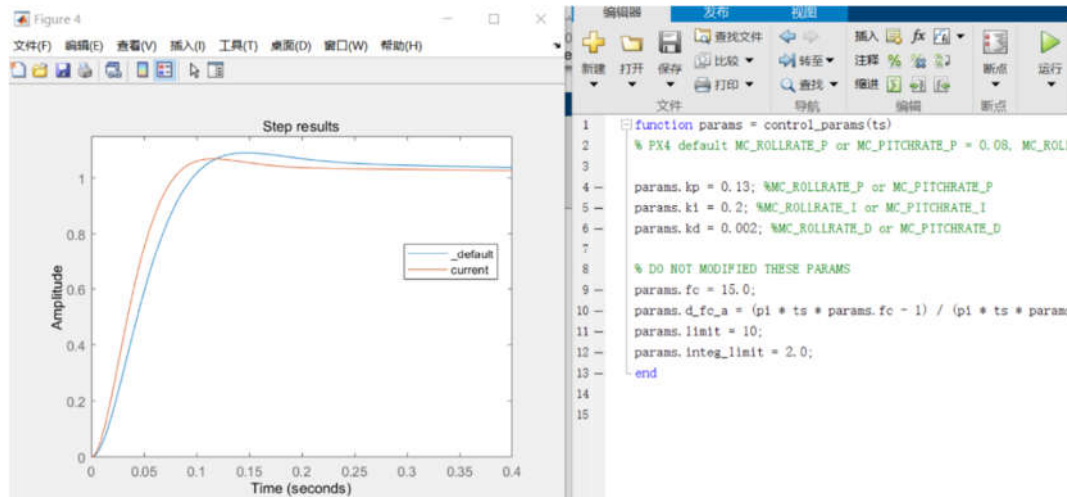 Figure 4
文件(F) 编辑(E) 查看(V) 插入(I) 工具(T) 桌面(D) 窗口(W) 帮助(H)
Step results
1
0.8
0.6
0.4
0.2
0
Amplitude
_default
current
0 0.05 0.1 0.15 0.2 0.25 0.3 0.35 0.4
Time (seconds)
编辑器 发布 视图
新建 打开 保存
查找文件
比较
打印
文件
转至
查找
导航
插入 fx
注释 %
缩进
编辑
断点
断点
运行
1 function params = control_params(ts)
2 % PX4 default MC_ROLLRATE_P or MC_PITCHRATE_P = 0.08, MC_ROLL
3
4 — params.kp = 0.13; %MC_ROLLRATE_P or MC_PITCHRATE_P
5 — params.ki = 0.2; %MC_ROLLRATE_I or MC_PITCHRATE_I
6 — params.kd = 0.002; %MC_ROLLRATE_D or MC_PITCHRATE_D
7
8 % DO NOT MODIFIED THESE PARAMS
9 — params.fc = 15.0;
10 — params.d_fc_a = (pi * ts * params.fc - 1) / (pi * ts * param
11 — params.limit = 10;
12 — params.integ_limit = 2.0;
13 — end
14
15